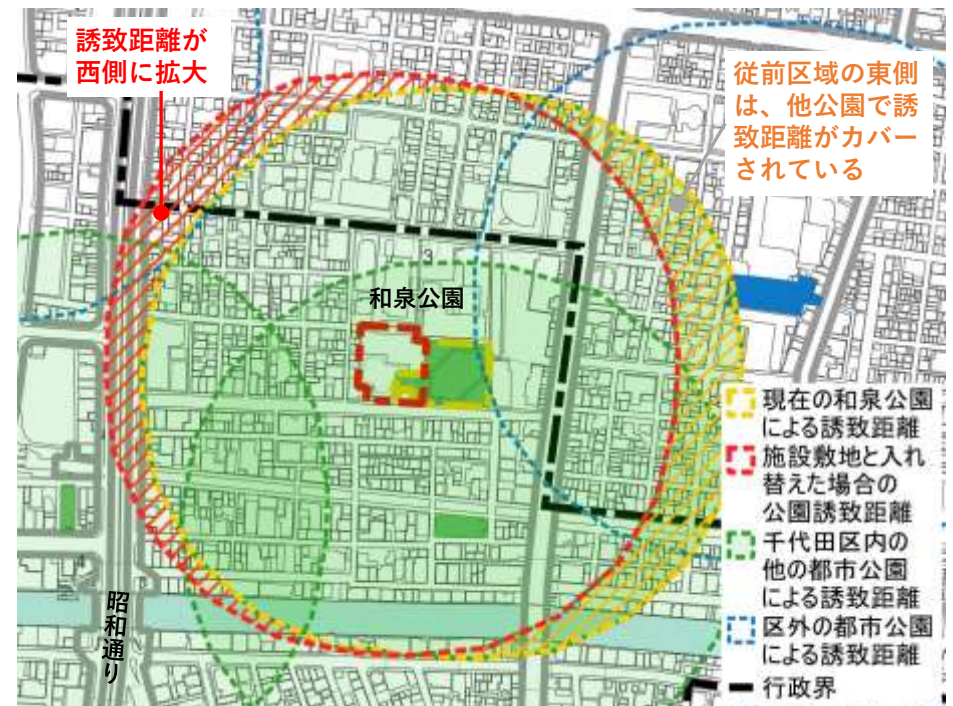 誘致距離が
西側に拡大
従前区域の東側
は、他公園で誘
致距離がカバー
されている
3
和泉公園
4
昭和通り
現在の和泉公園
による誘致距離
施設敷地と入れ
替えた場合の
公園誘致距離
千代田区内の
他の都市公園
による誘致距離
区外の都市公園
による誘致距離
行政界